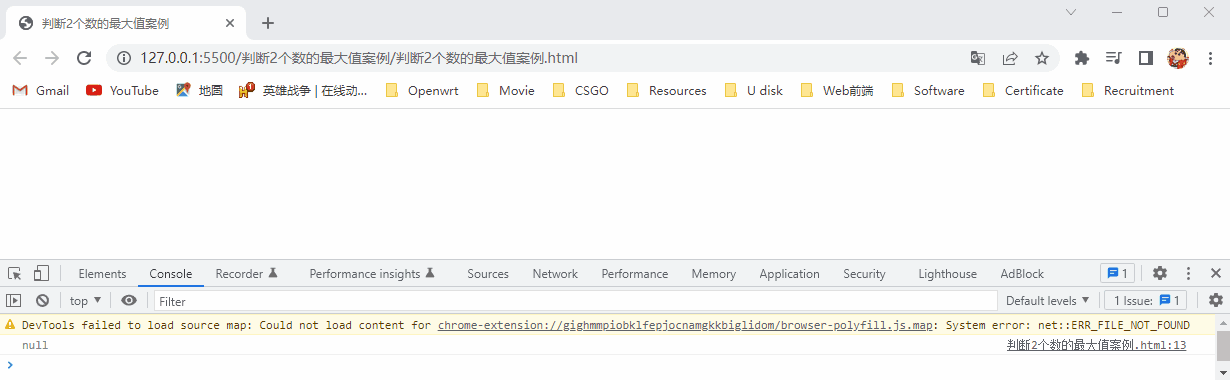 判断2个数的最大值案例
127.0.0.1:5500/判断2个数的最大值案例/判断2个数的最大值案例.html
Gmail YouTube 地圖 英雄战争 | 在线动... Openwrt Movie CSGO Resources U disk Web前端 Software Certificate Recruitment
Elements Console Recorder Performance insights Sources Network Performance Memory Application Security Lighthouse AdBlock 1
top Filter Default levels 1 Issue: 1
DevTools failed to load source map: Could not load content for chrome-extension://gighmmpiobklfepjocnamgkkbiglidom/browser-polyfill.js.map: System error: net::ERR_FILE_NOT_FOUND
null 判断2个数的最大值案例.html:13